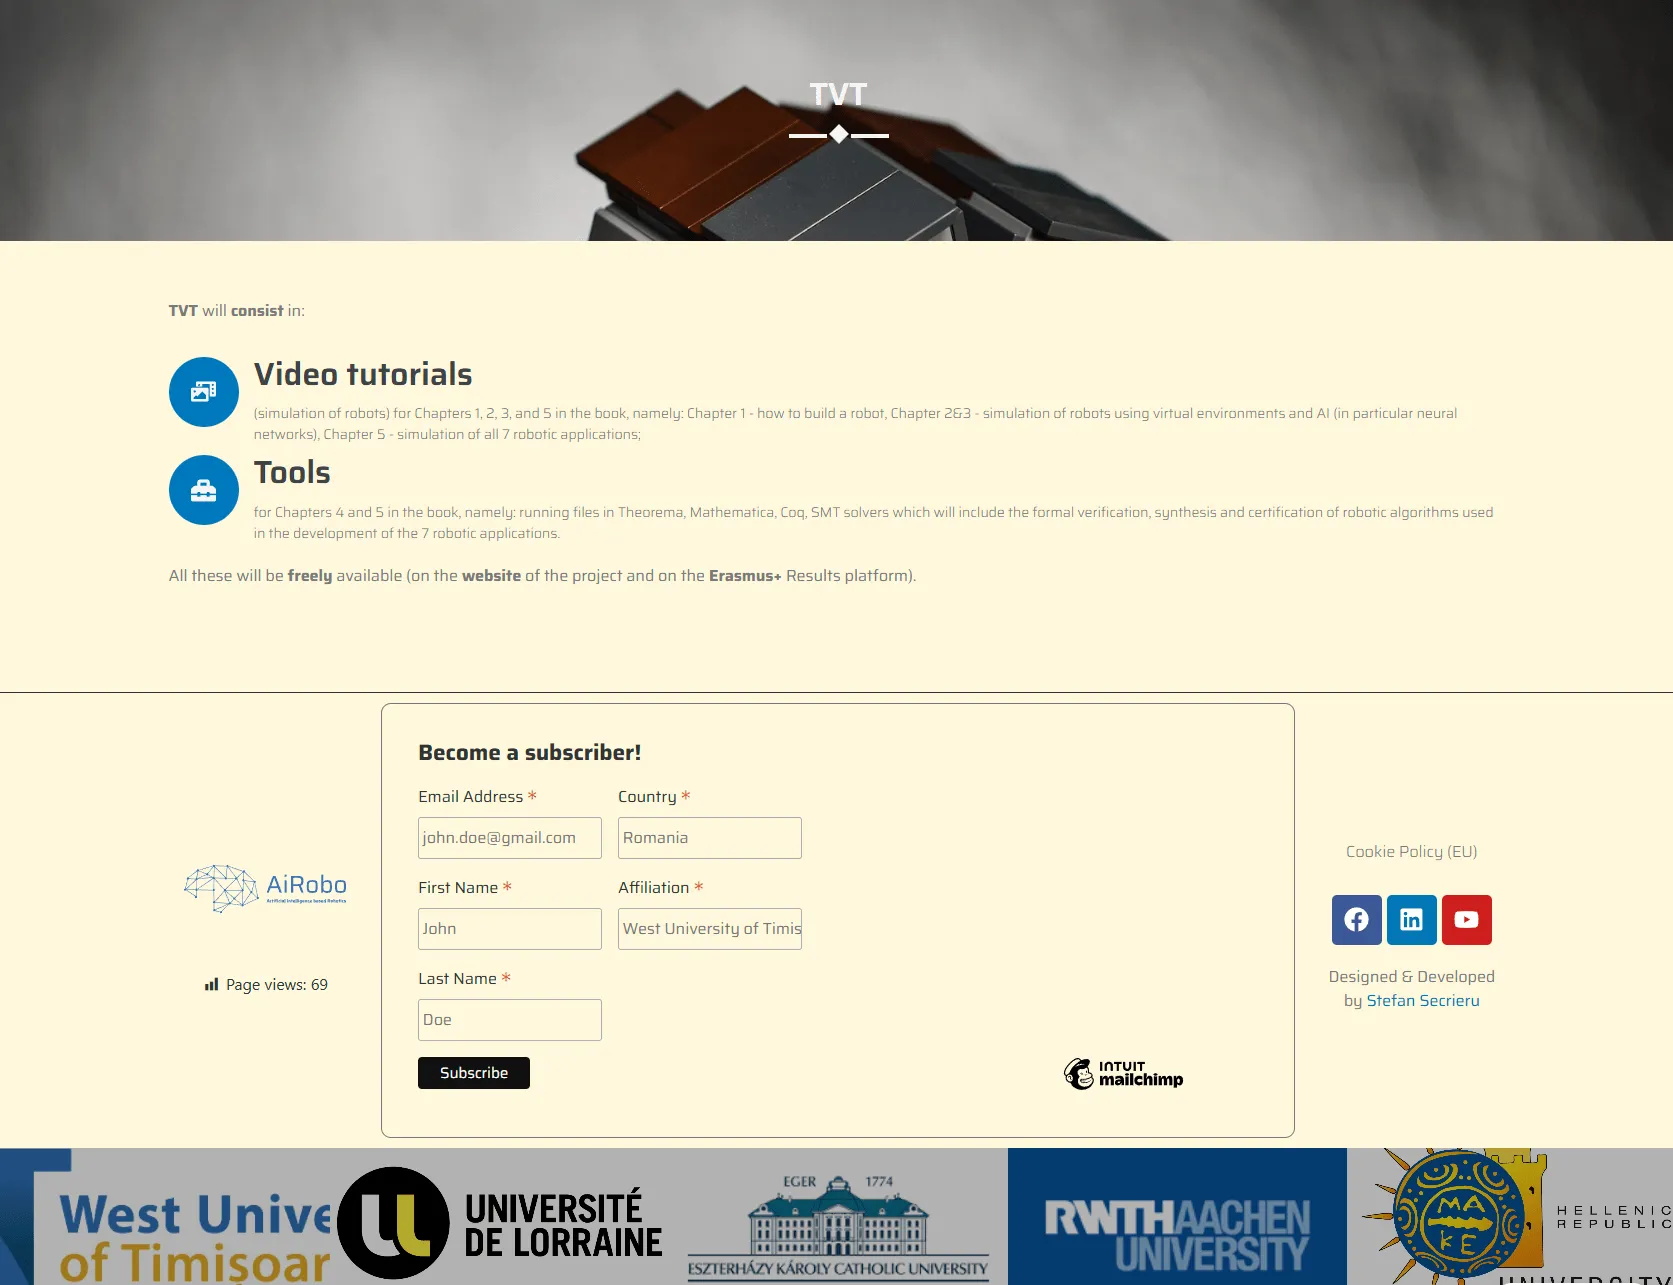 TVT
TVT will consist in:
Video tutorials
(simulation of robots) for Chapters 1, 2, 3, and 5 in the book, namely: Chapter 1 - how to build a robot, Chapter 2&3 - simulation of robots using virtual environments and AI (in particular neural
networks), Chapter 5 - simulation of all 7 robotic applications;
Tools
for Chapters 4 and 5 in the book, namely: running files in Theorema, Mathematica, Coq, SMT solvers which will include the formal verification, synthesis and certification of robotic algorithms used
in the development of the 7 robotic applications.
All these will be freely available (on the website of the project and on the Erasmus+ Results platform).
AiRobo
Artificial Intelligence based Robotics
Page views: 69
Become a subscriber!
Email Address *
Country *
john.doe@gmail.com
Romania
First Name *
Affiliation *
John
West University of Timis
Last Name *
Doe
Subscribe
INTUIT
mailchimp
Cookie Policy (EU)
Designed & Developed
by Stefan Secrieru
West Unive
of Timișoar
UNIVERSITÉ
DE LORRAINE
EGER 1774
ESZTERHÁZY KÁROLY CATHOLIC UNIVERSITY
RWTHAACHEN
UNIVERSITY
ΜΑ
ΚΕ
HELLENIC
REPUBLIC